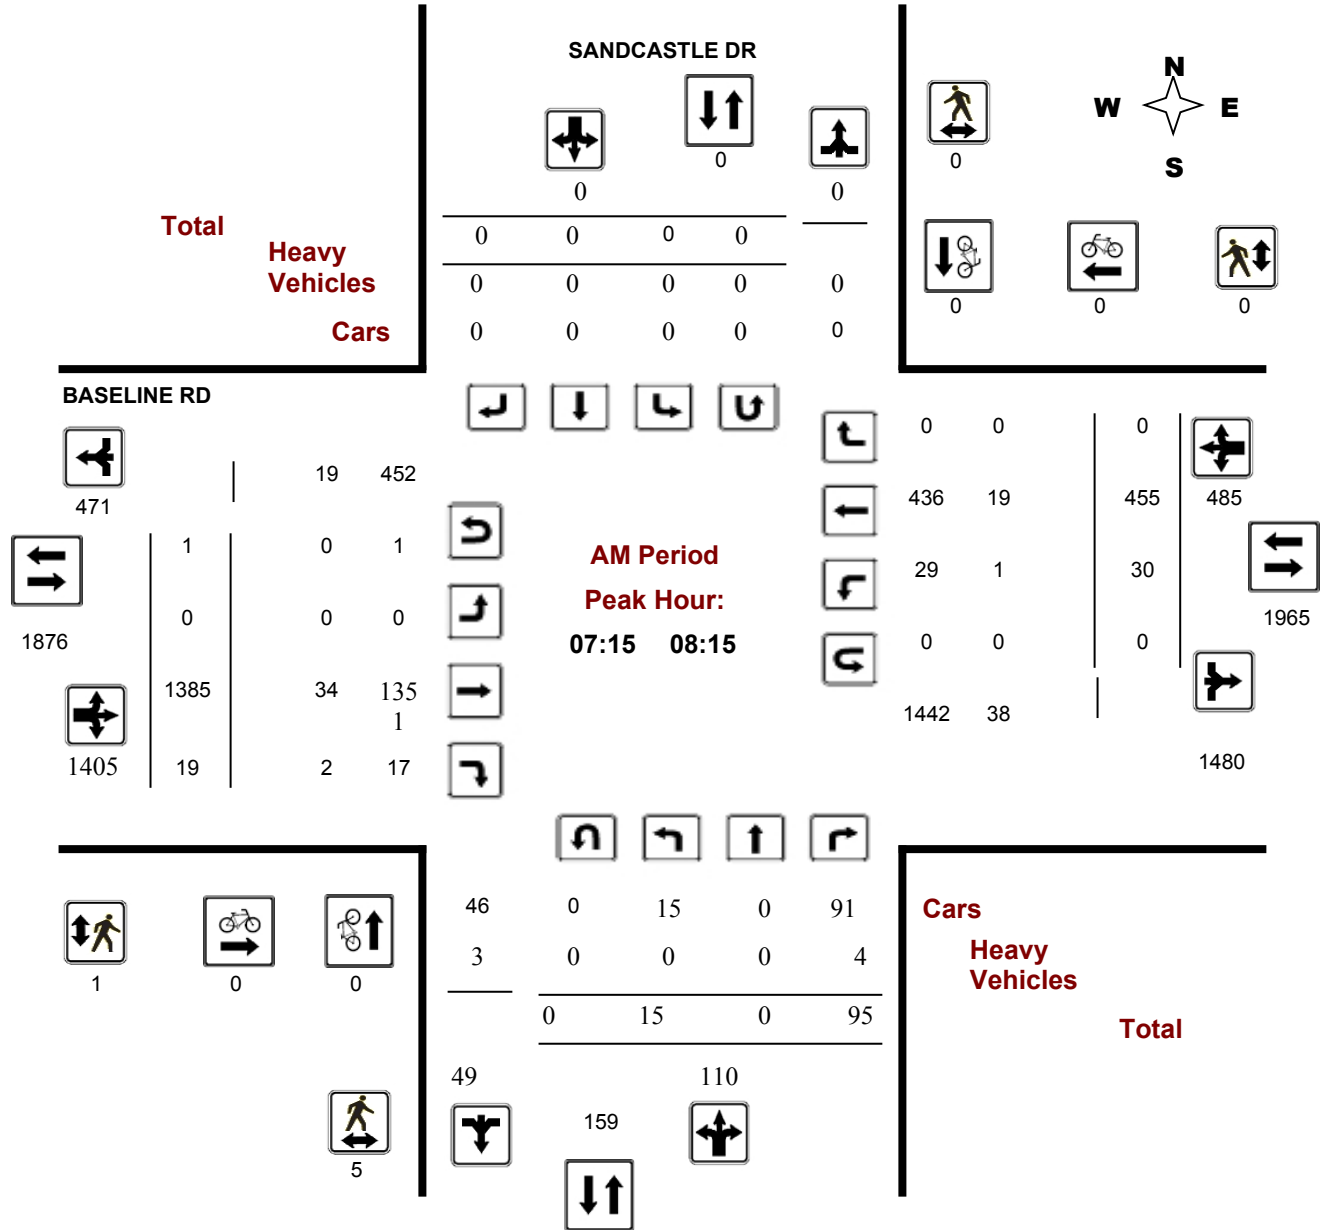 SANDCASTLE DR
N
W E
S
0
0
0 0
Total
0 0 0 0
Heavy
Vehicles
0 0 0 0 0
0 0 0
Cars
0 0 0 0 0
BASELINE RD
0 0 0
19 452
471
436 19 455 485
1 0 1
AM Period
29 1 30
Peak Hour:
0 0 0
1876
07:15 08:15
0 0 0
1965
1385 34 135
1
1442 38
1405 19 2 17
1480
46 0 15 0 91
Cars
3 0 0 0 4
Heavy
Vehicles
1 0 0
0 15 0 95
Total
49 110
159
5